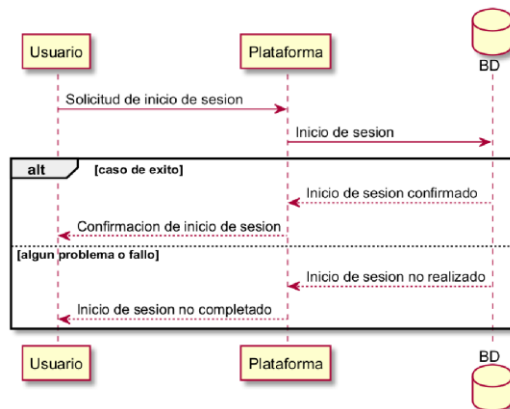 Usuario
Plataforma
BD
Solicitud de inicio de sesion
Inicio de sesion
alt
[caso de exito]
Inicio de sesion confirmado
Confirmacion de inicio de sesion
[algun problema o fallo]
Inicio de sesion no realizado
Inicio de sesion no completado
Usuario
Plataforma
BD